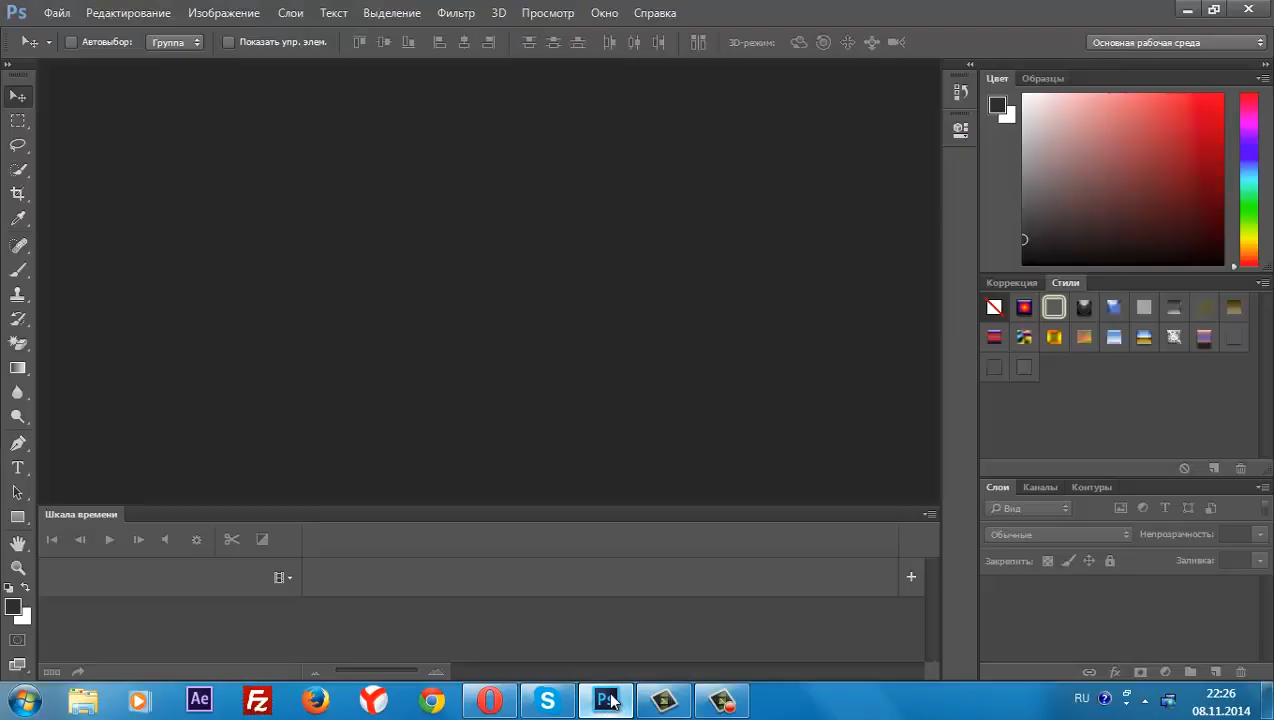 Ps Файл Редактирование Изображение Слои Текст Выделение Фильтр 3D Просмотр Окно Справка
Автовыбор: Группа Показать упр. элем. 3D-режим: Основная рабочая среда
Цвет Образцы
Коррекция Стили
Слои Каналы Контуры
Вид
Обычные Непрозрачность:
Закрепить: Заливка:
Шкала времени
Ae Fz S Ps RU 22:26
08.11.2014